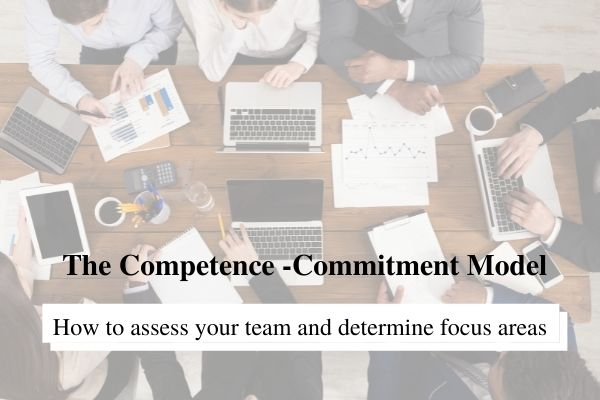 The Competence -Commitment Model
How to assess your team and determine focus areas